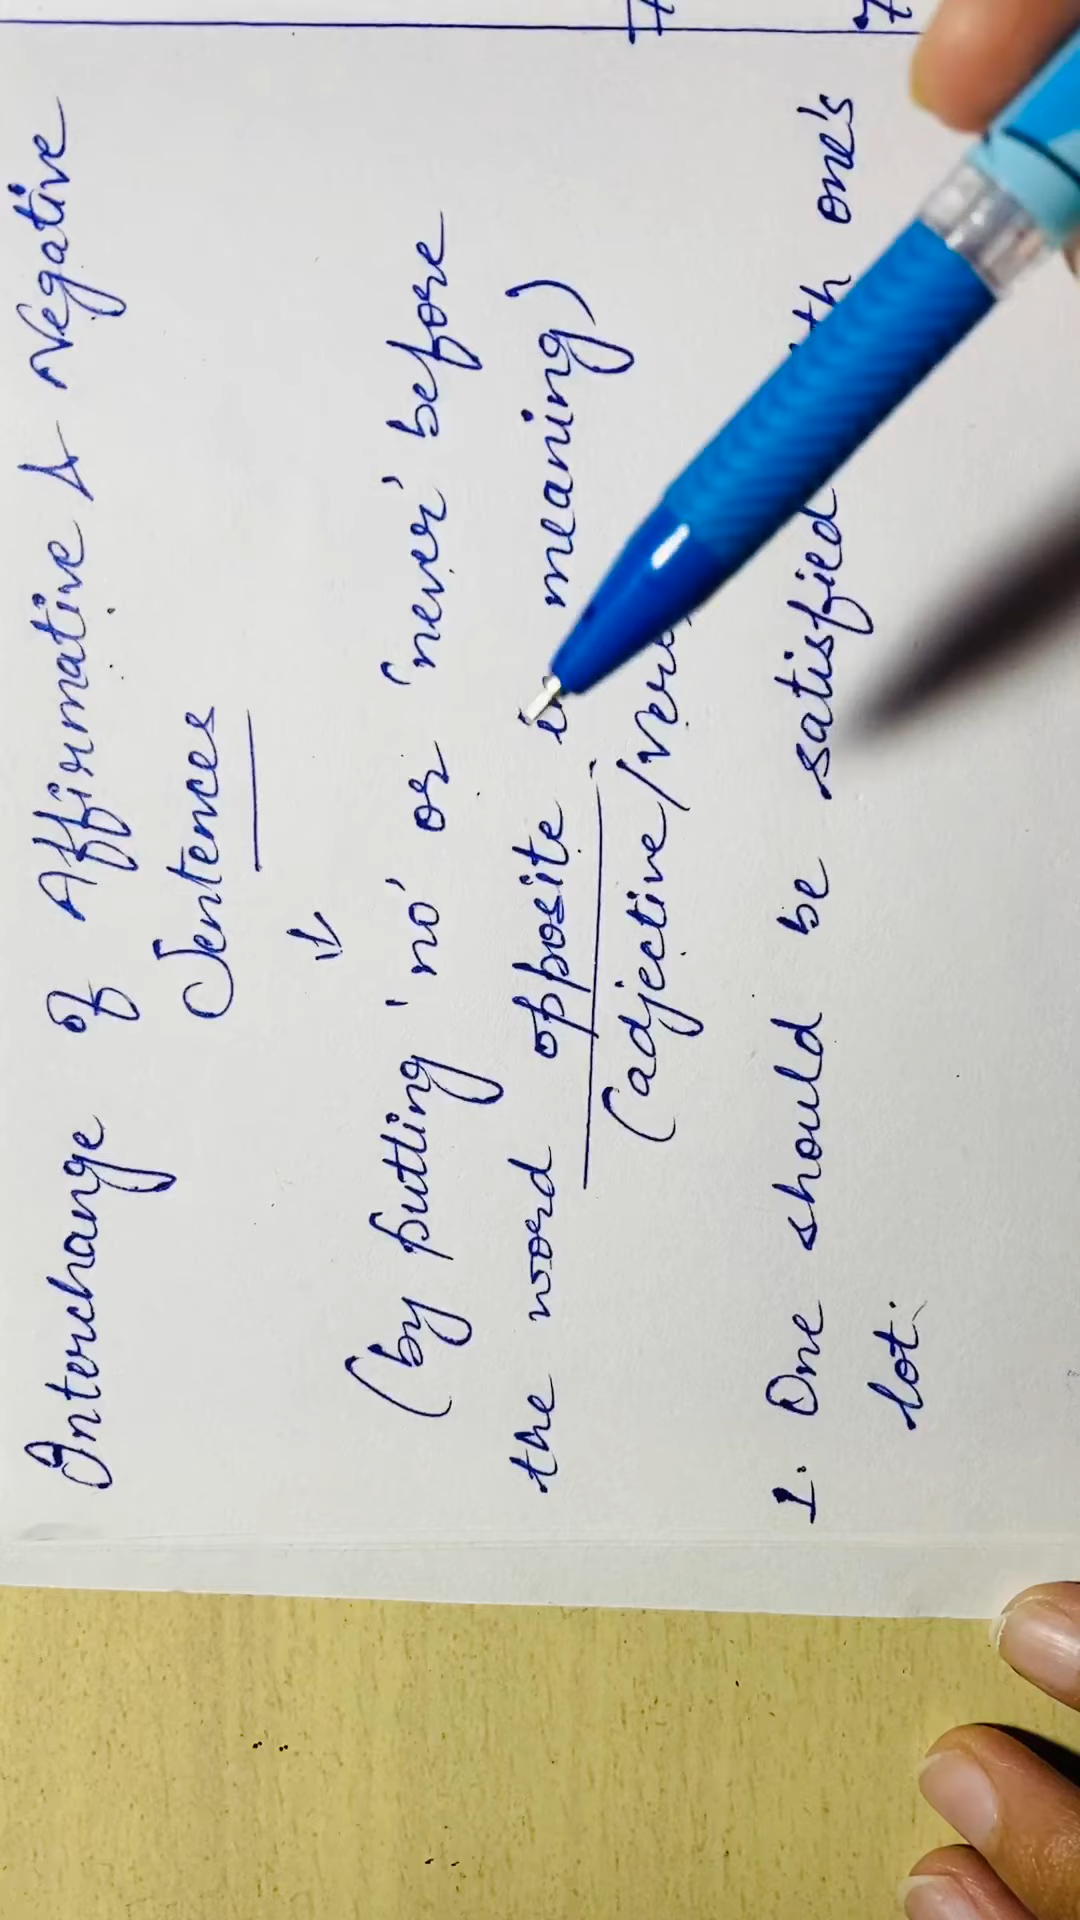 Interchange of Affirmative & Negative
Sentences
(by putting 'no' or 'never' before
the word opposite meaning)
(adjective/
1. One should be satisfied one's
lot.